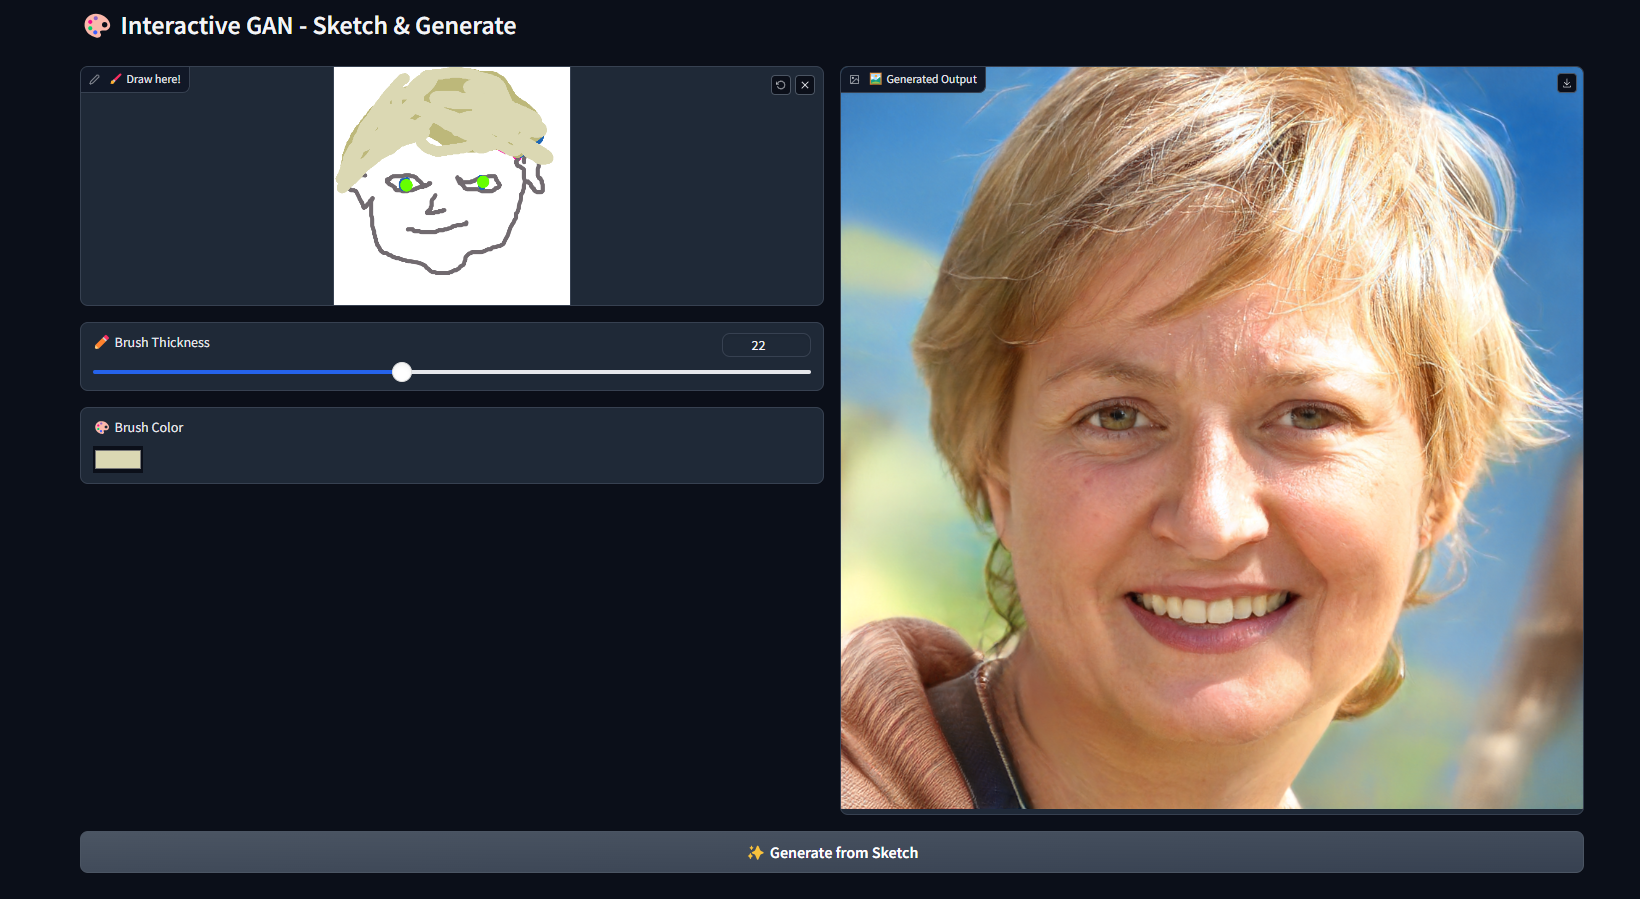 Interactive GAN - Sketch & Generate
Draw here!
Generated Output
Brush Thickness
22
Brush Color
Generate from Sketch